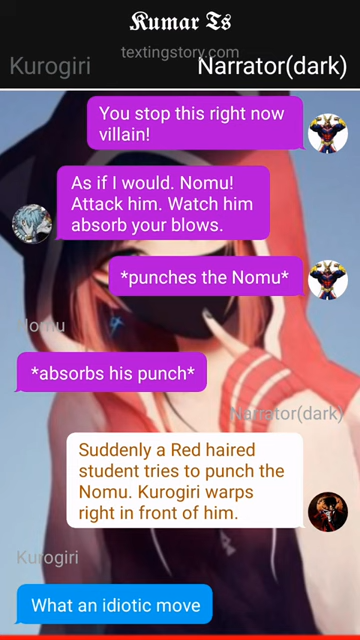 Kumar Ts
textingstory.com
Kurogiri
Narrator(dark)
You stop this right now
villain!
As if I would. Nomu!
Attack him. Watch him
absorb your blows.
*punches the Nomu*
Nomu
*absorbs his punch*
Narrator(dark)
Suddenly a Red haired
student tries to punch the
Nomu. Kurogiri warps
right in front of him.
Kurogiri
What an idiotic move